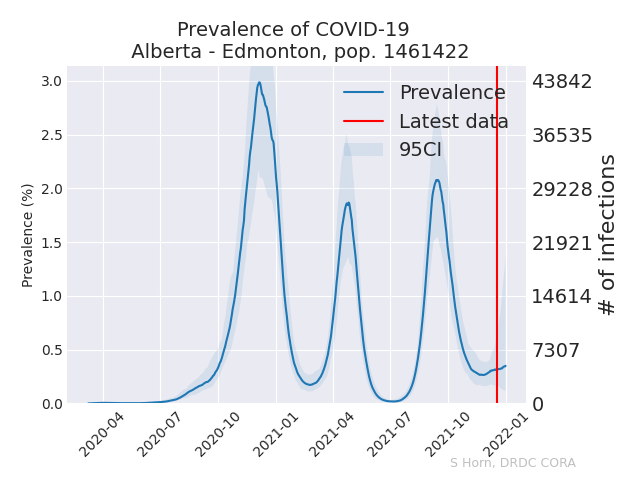 Prevalence of COVID-19
Alberta - Edmonton, pop. 1461422
Prevalence (%)
3.0
2.5
2.0
1.5
1.0
0.5
0.0
Prevalence
Latest data
95CI
43842
36535
29228
21921
14614
7307
0
# of infections
2020-04
2020-07
2020-10
2021-01
2021-04
2021-07
2021-10
2022-01
S Horn, DRDC CORA